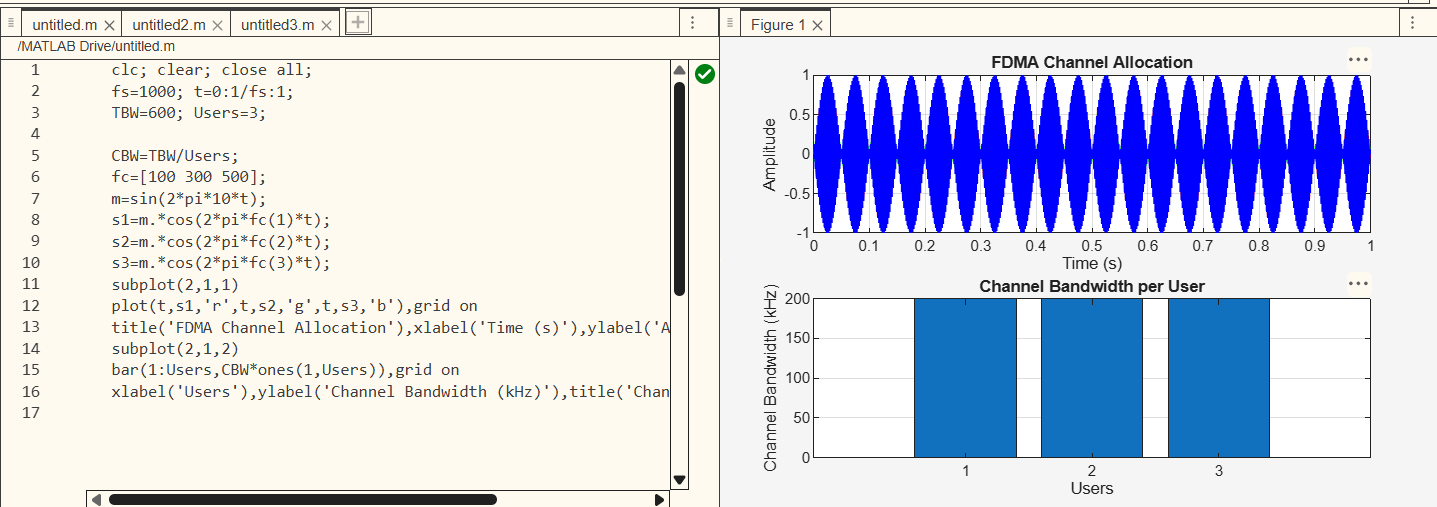 untitled.m × untitled2.m × untitled3.m × +
/MATLAB Drive/untitled.m
1 clc; clear; close all;
2 fs=1000; t=0:1/fs:1;
3 TBW=600; Users=3;
4
5 CBW=TBW/Users;
6 fc=[100 300 500];
7 m=sin(2*pi*10*t);
8 s1=m.*cos(2*pi*fc(1)*t);
9 s2=m.*cos(2*pi*fc(2)*t);
10 s3=m.*cos(2*pi*fc(3)*t);
11 subplot(2,1,1)
12 plot(t,s1,'r',t,s2,'g',t,s3,'b'),grid on
13 title('FDMA Channel Allocation'),xlabel('Time (s)'),ylabel('A
14 subplot(2,1,2)
15 bar(1:Users,CBW*ones(1,Users)),grid on
16 xlabel('Users'),ylabel('Channel Bandwidth (kHz)'),title('Chan
17
Figure 1 ×
FDMA Channel Allocation
Amplitude
1
0.5
0
-0.5
-1
0 0.1 0.2 0.3 0.4 0.5 0.6 0.7 0.8 0.9 1
Time (s)
Channel Bandwidth per User
Channel Bandwidth (kHz)
200
150
100
50
0
1 2 3
Users